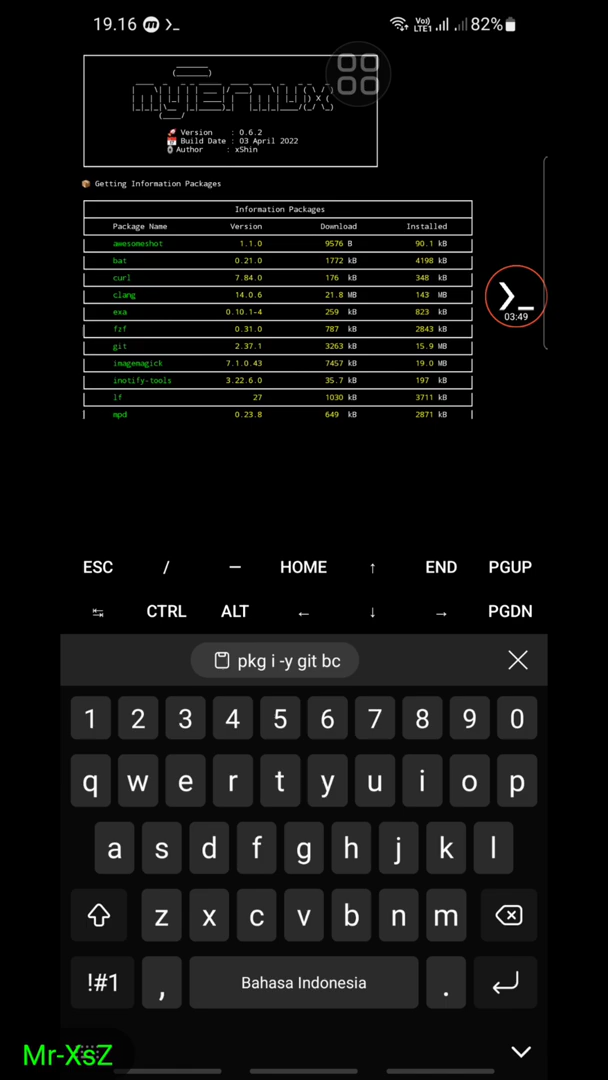 19.16 82%
Vo)) LTE1
myTermux
Version : 0.6.2
Build Date : 03 April 2022
Author : xShin
Getting Information Packages
Information Packages
Package Name Version Download Installed
awesomeshot 1.1.0 9576 B 90.1 kB
bat 0.21.0 1772 kB 4198 kB
curl 7.84.0 176 kB 348 kB
clang 14.0.6 21.8 MB 143 MB
exa 0.10.1-4 259 kB 823 kB
fzf 0.31.0 787 kB 2843 kB
git 2.37.1 3263 kB 15.9 MB
imagemagick 7.1.0.43 7457 kB 19.0 MB
inotify-tools 3.22.6.0 35.7 kB 197 kB
lf 27 1030 kB 3711 kB
mpd 0.23.8 649 kB 2871 kB
03:49
ESC / — HOME ↑ END PGUP
↹ CTRL ALT ← ↓ → PGDN
pkg i -y git bc
1 2 3 4 5 6 7 8 9 0
q w e r t y u i o p
a s d f g h j k l
z x c v b n m
!#1 , Bahasa Indonesia .
Mr-XsZ